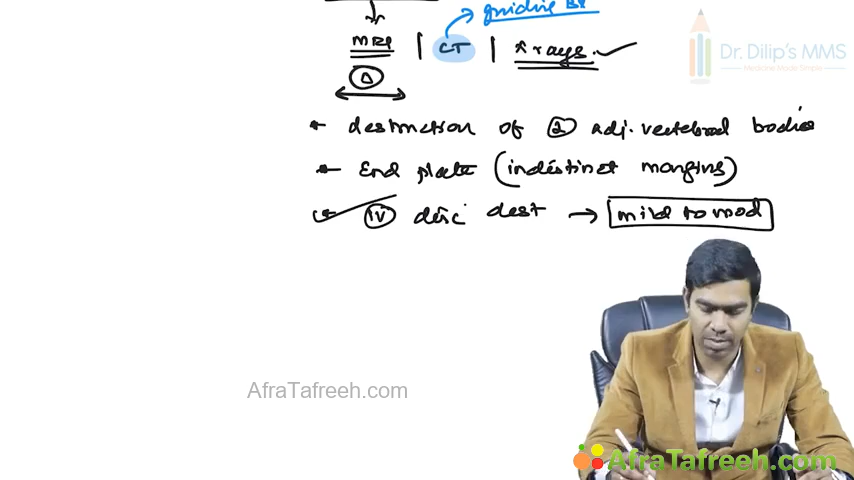 guiding Bx
MRI | CT | X rays
Δ
destruction of 2 adj. vertebral bodies
End plate (indistinct margins)
IV disc dest → mild to mod
Dr. Dilip's MMS
Medicine Made Simple
AfraTafreeh.com
AfraTafreeh.com